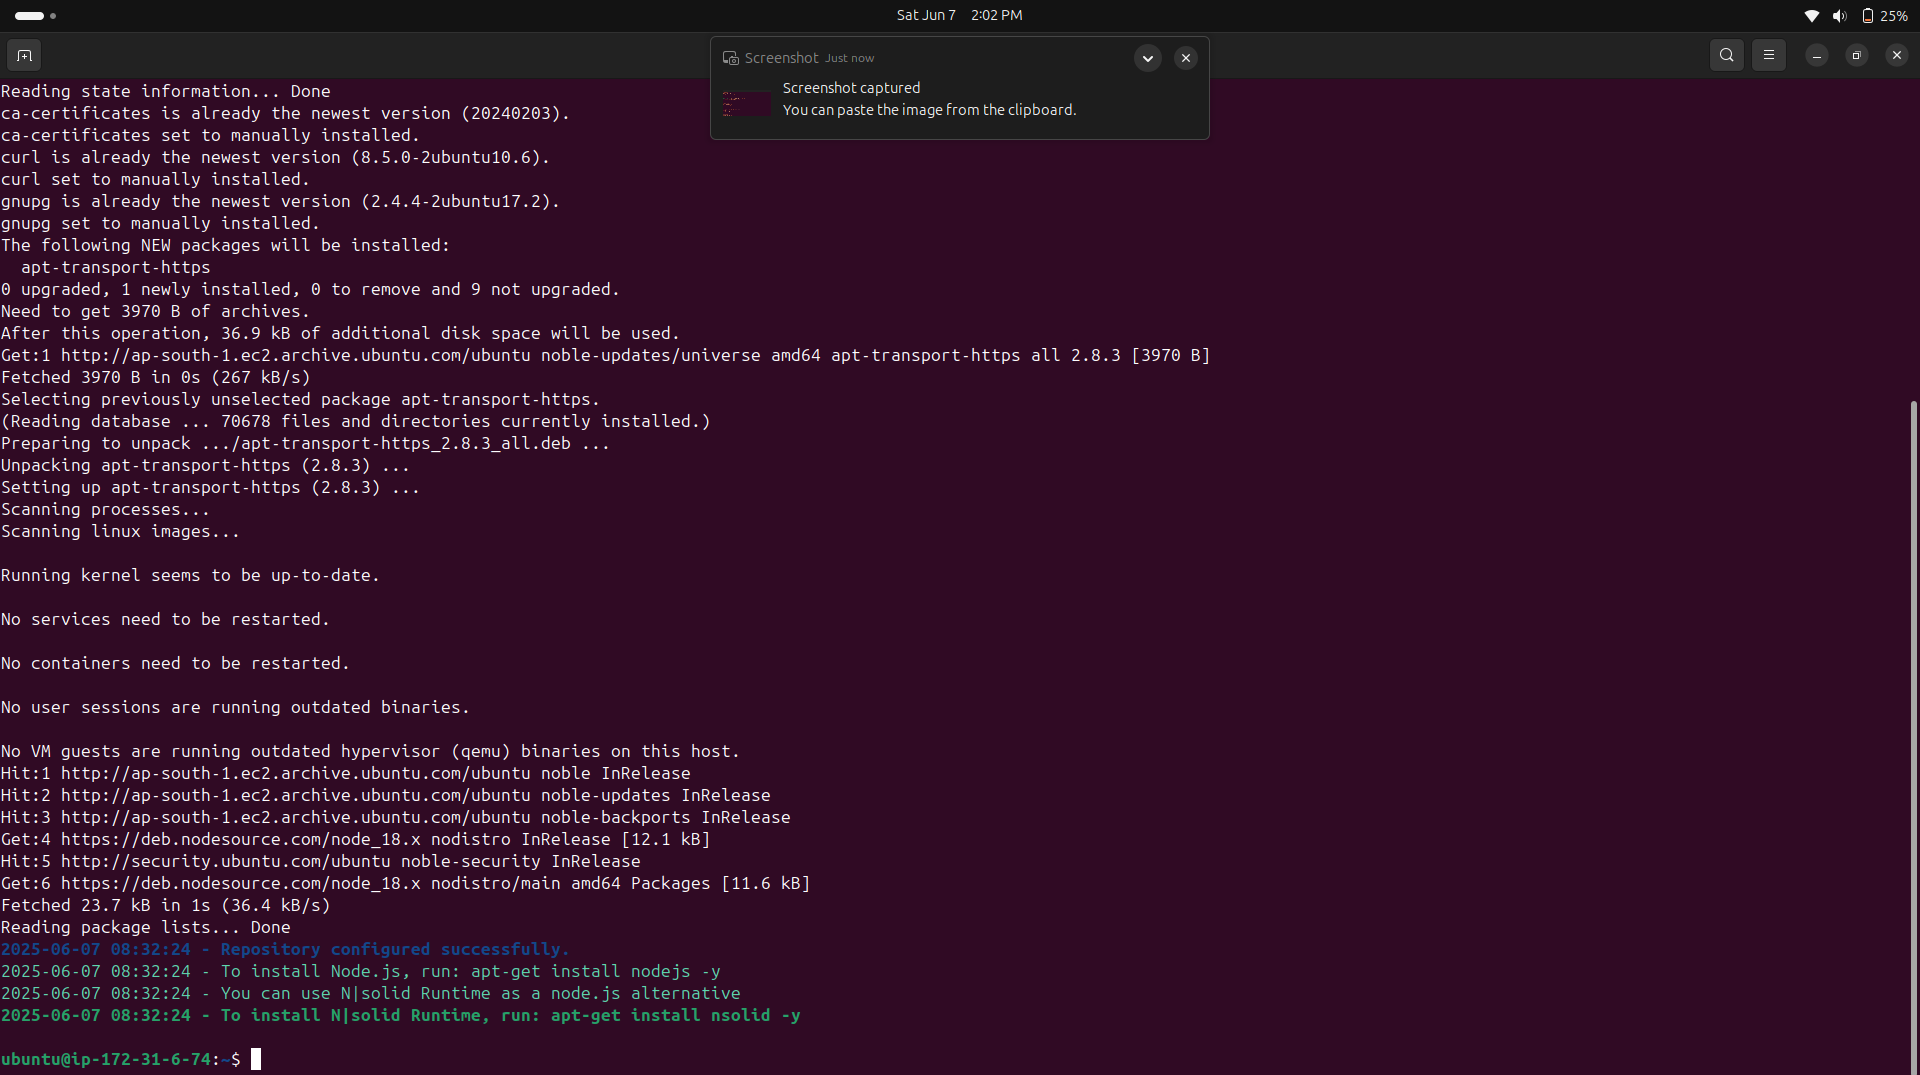 Sat Jun 7 2:02 PM
25%
Screenshot Just now
Screenshot captured
You can paste the image from the clipboard.
Reading state information... Done
ca-certificates is already the newest version (20240203).
ca-certificates set to manually installed.
curl is already the newest version (8.5.0-2ubuntu10.6).
curl set to manually installed.
gnupg is already the newest version (2.4.4-2ubuntu17.2).
gnupg set to manually installed.
The following NEW packages will be installed:
  apt-transport-https
0 upgraded, 1 newly installed, 0 to remove and 9 not upgraded.
Need to get 3970 B of archives.
After this operation, 36.9 kB of additional disk space will be used.
Get:1 http://ap-south-1.ec2.archive.ubuntu.com/ubuntu noble-updates/universe amd64 apt-transport-https all 2.8.3 [3970 B]
Fetched 3970 B in 0s (267 kB/s)
Selecting previously unselected package apt-transport-https.
(Reading database ... 70678 files and directories currently installed.)
Preparing to unpack .../apt-transport-https_2.8.3_all.deb ...
Unpacking apt-transport-https (2.8.3) ...
Setting up apt-transport-https (2.8.3) ...
Scanning processes...
Scanning linux images...
Running kernel seems to be up-to-date.
No services need to be restarted.
No containers need to be restarted.
No user sessions are running outdated binaries.
No VM guests are running outdated hypervisor (qemu) binaries on this host.
Hit:1 http://ap-south-1.ec2.archive.ubuntu.com/ubuntu noble InRelease
Hit:2 http://ap-south-1.ec2.archive.ubuntu.com/ubuntu noble-updates InRelease
Hit:3 http://ap-south-1.ec2.archive.ubuntu.com/ubuntu noble-backports InRelease
Get:4 https://deb.nodesource.com/node_18.x nodistro InRelease [12.1 kB]
Hit:5 http://security.ubuntu.com/ubuntu noble-security InRelease
Get:6 https://deb.nodesource.com/node_18.x nodistro/main amd64 Packages [11.6 kB]
Fetched 23.7 kB in 1s (36.4 kB/s)
Reading package lists... Done
2025-06-07 08:32:24 - Repository configured successfully.
2025-06-07 08:32:24 - To install Node.js, run: apt-get install nodejs -y
2025-06-07 08:32:24 - You can use N|solid Runtime as a node.js alternative
2025-06-07 08:32:24 - To install N|solid Runtime, run: apt-get install nsolid -y
ubuntu@ip-172-31-6-74:~$